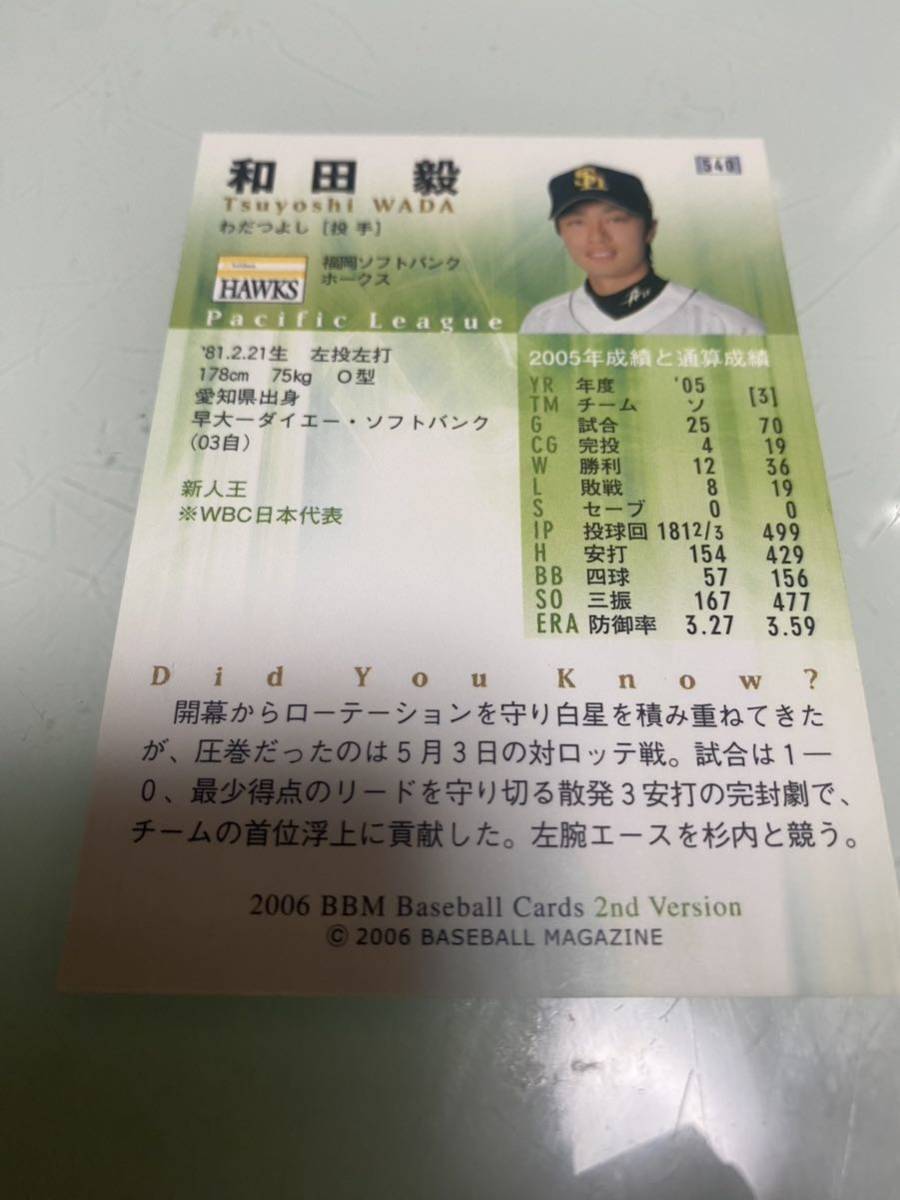 和田 毅
540
Tsuyoshi WADA
わだつよし [投手]
HAWKS
福岡ソフトバンク
ホークス
Pacific League
'81.2.21生 左投左打
178cm 75kg O型
愛知県出身
早大ーダイエー・ソフトバンク
(03自)
新人王
※WBC日本代表
2005年成績と通算成績
YR 年度 '05 [3]
TM チーム ソ
G 試合 25 70
CG 完投 4 19
W 勝利 12 36
L 敗戦 8 19
S セーブ 0 0
IP 投球回 181 2/3 499
H 安打 154 429
BB 四球 57 156
SO 三振 167 477
ERA 防御率 3.27 3.59
Did You Know?
開幕からローテーションを守り白星を積み重ねてきた
が、圧巻だったのは5月3日の対ロッテ戦。試合は1―
0、最少得点のリードを守り切る散発3安打の完封劇で、
チームの首位浮上に貢献した。左腕エースを杉内と競う。
2006 BBM Baseball Cards 2nd Version
© 2006 BASEBALL MAGAZINE